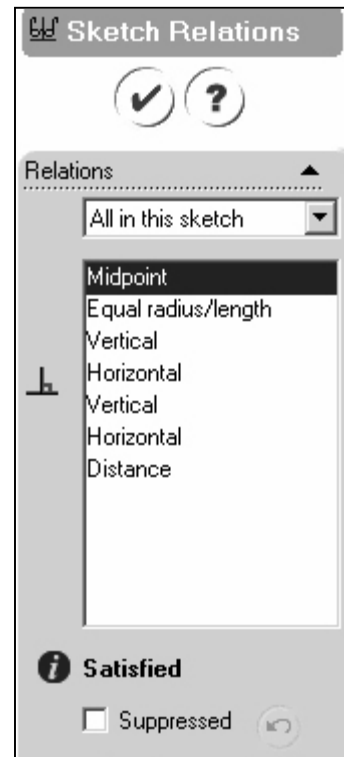 Sketch Relations
?
Relations
All in this sketch
Midpoint
Equal radius/length
Vertical
Horizontal
Vertical
Horizontal
Distance
i Satisfied
Suppressed